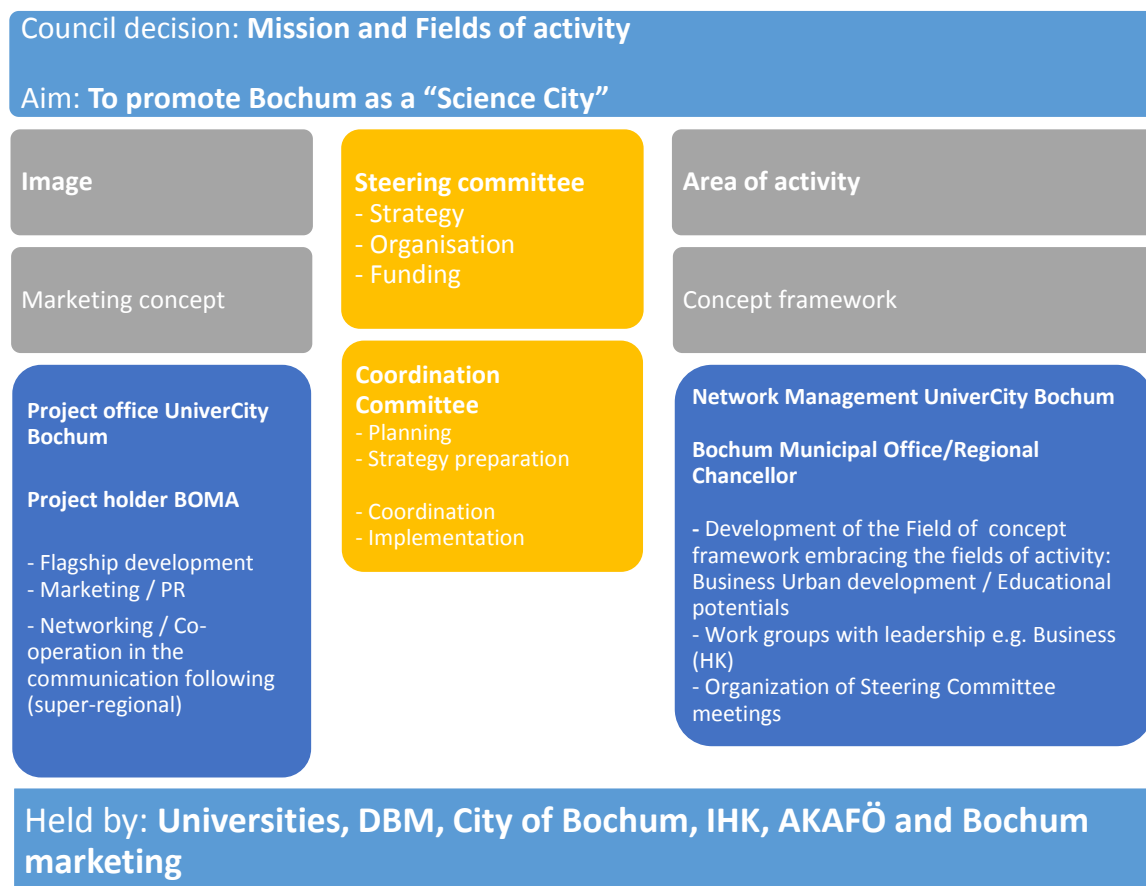 Council decision: Mission and Fields of activity
Aim: To promote Bochum as a “Science City”
Image
Marketing concept
Project office UniverCity
Bochum
Project holder BOMA
- Flagship development
- Marketing / PR
- Networking / Co-
operation in the
communication following
(super-regional)
Steering committee
- Strategy
- Organisation
- Funding
Coordination
Committee
- Planning
- Strategy preparation
- Coordination
- Implementation
Area of activity
Concept framework
Network Management UniverCity Bochum
Bochum Municipal Office/Regional
Chancellor
- Development of the Field of concept
framework embracing the fields of activity:
Business Urban development / Educational
potentials
- Work groups with leadership e.g. Business
(HK)
- Organization of Steering Committee
meetings
Held by: Universities, DBM, City of Bochum, IHK, AKAFÖ and Bochum
marketing